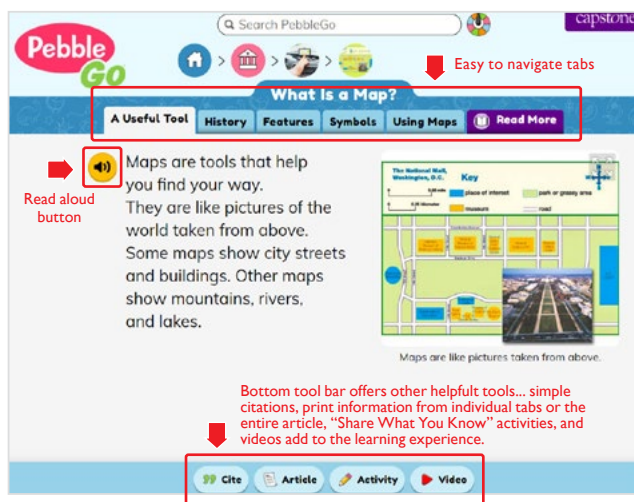 Search PebbleGo
capstone
Pebble
GO
Easy to navigate tabs
What Is a Map?
A Useful Tool
History
Features
Symbols
Using Maps
Read More
Read aloud
button
Maps are tools that help
you find your way.
They are like pictures of the
world taken from above.
Some maps show city streets
and buildings. Other maps
show mountains, rivers,
and lakes.
The National Mall,
Washington, D.C.
Key
place of interest
park or grassy area
museum
road
Maps are like pictures taken from above.
Bottom tool bar offers other helpfult tools... simple
citations, print information from individual tabs or the
entire article, “Share What You Know” activities, and
videos add to the learning experience.
Cite
Article
Activity
Video